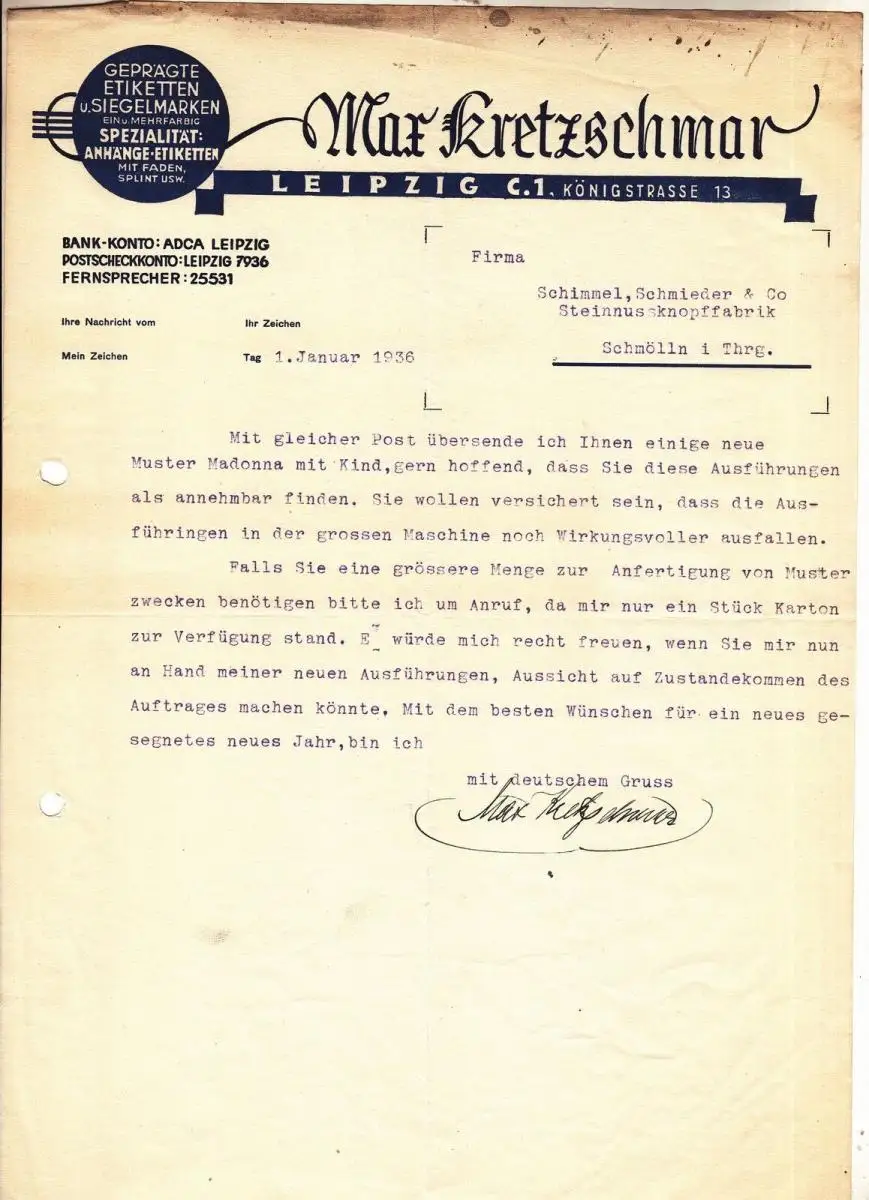 GEPRÄGTE
ETIKETTEN
u. SIEGELMARKEN
EIN u. MEHRFARBIG
SPEZIALITÄT:
ANHÄNGE-ETIKETTEN
MIT FADEN,
SPLINT USW.
Max Kretzschmar
LEIPZIG C.1, KÖNIGSTRASSE 13
BANK-KONTO: ADCA LEIPZIG
POSTSCHECKKONTO: LEIPZIG 7936
FERNSPRECHER: 25531
Firma
Schimmel, Schmieder & Co
Steinnussknopffabrik
Schmölln i Thrg.
Ihre Nachricht vom Ihr Zeichen
Mein Zeichen Tag 1.Januar 1936
Mit gleicher Post übersende ich Ihnen einige neue
Muster Madonna mit Kind,gern hoffend, dass Sie diese Ausführungen
als annehmbar finden. Sie wollen versichert sein, dass die Aus-
führingen in der grossen Maschine noch Wirkungsvoller ausfallen.
Falls Sie eine grössere Menge zur Anfertigung von Muster
zwecken benötigen bitte ich um Anruf, da mir nur ein Stück Karton
zur Verfügung stand. E würde mich recht freuen, wenn Sie mir nun
an Hand meiner neuen Ausführungen, Aussicht auf Zustandekommen des
Auftrages machen könnte. Mit dem besten Wünschen für ein neues ge-
segnetes neues Jahr,bin ich
mit deutschem Gruss
Max Kretzschmar